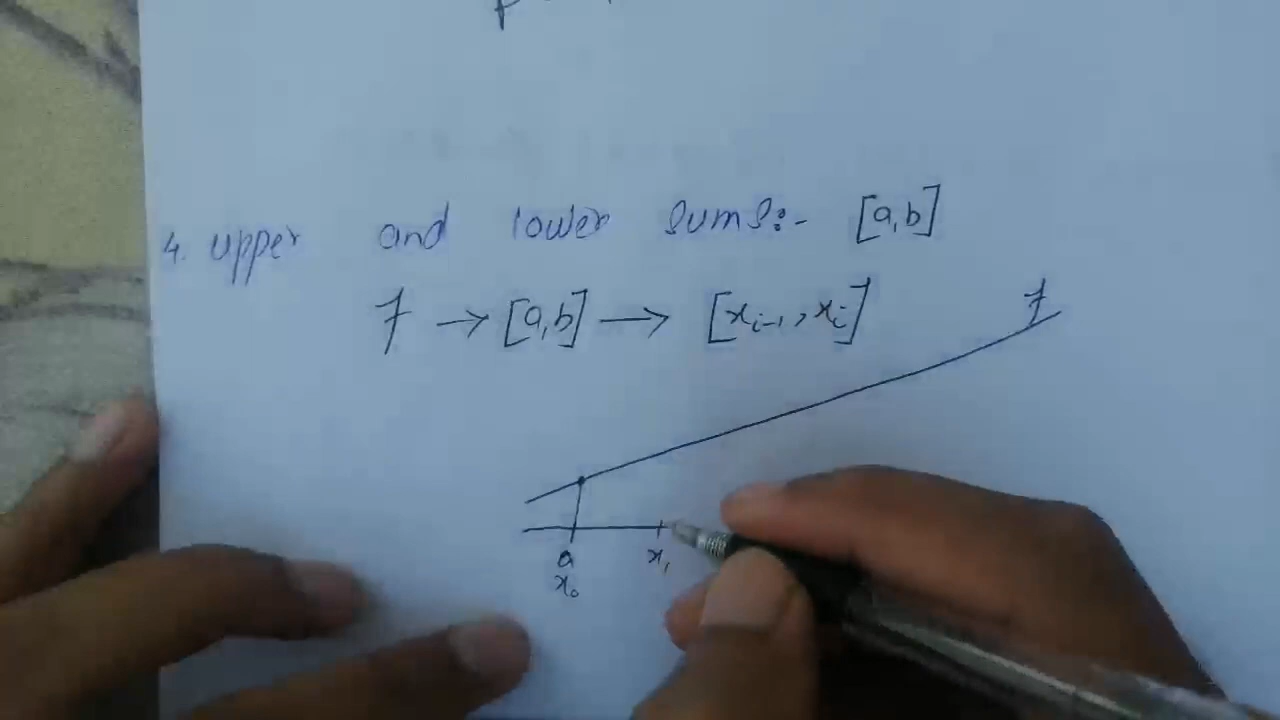 4. upper and lower sums:- [a,b]
f → [a,b] → [xᵢ₋₁, xᵢ]
f
a x₁
x₀